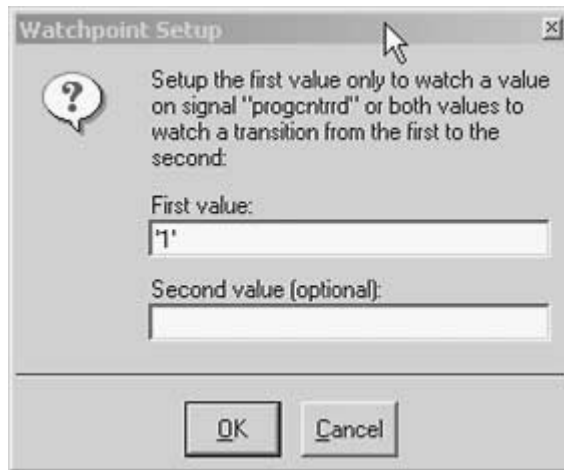 Watchpoint Setup
Setup the first value only to watch a value
on signal "progcntrrd" or both values to
watch a transition from the first to the
second:
First value:
'1'
Second value (optional):
OK
Cancel